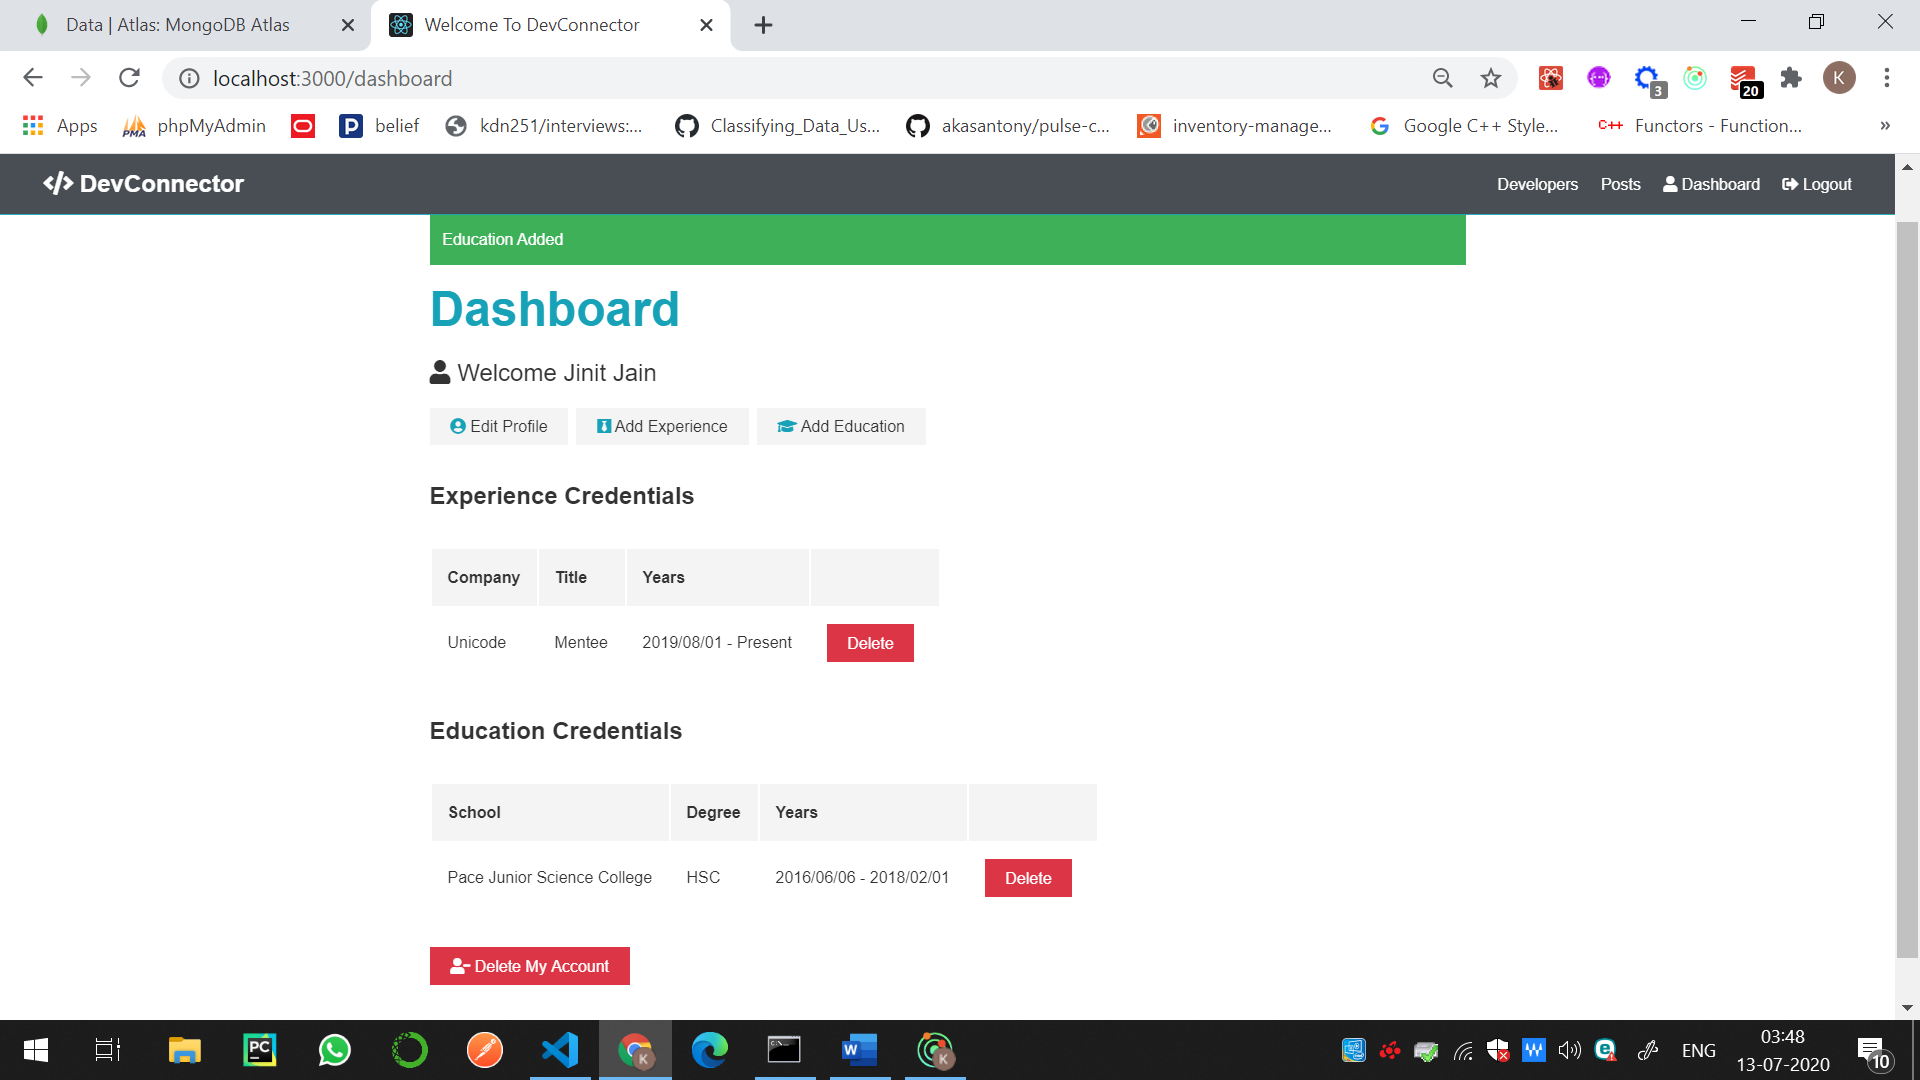 Data | Atlas: MongoDB Atlas
Welcome To DevConnector
localhost:3000/dashboard
K
3
20
Apps
phpMyAdmin
belief
kdn251/interviews:...
Classifying_Data_Us...
akasantony/pulse-c...
inventory-manage...
Google C++ Style...
Functors - Function...
»
</> DevConnector
Developers
Posts
Dashboard
Logout
Education Added
Dashboard
Welcome Jinit Jain
Edit Profile
Add Experience
Add Education
Experience Credentials
Company Title Years
Unicode Mentee 2019/08/01 - Present Delete
Education Credentials
School Degree Years
Pace Junior Science College HSC 2016/06/06 - 2018/02/01 Delete
Delete My Account
ENG
03:48
13-07-2020
10